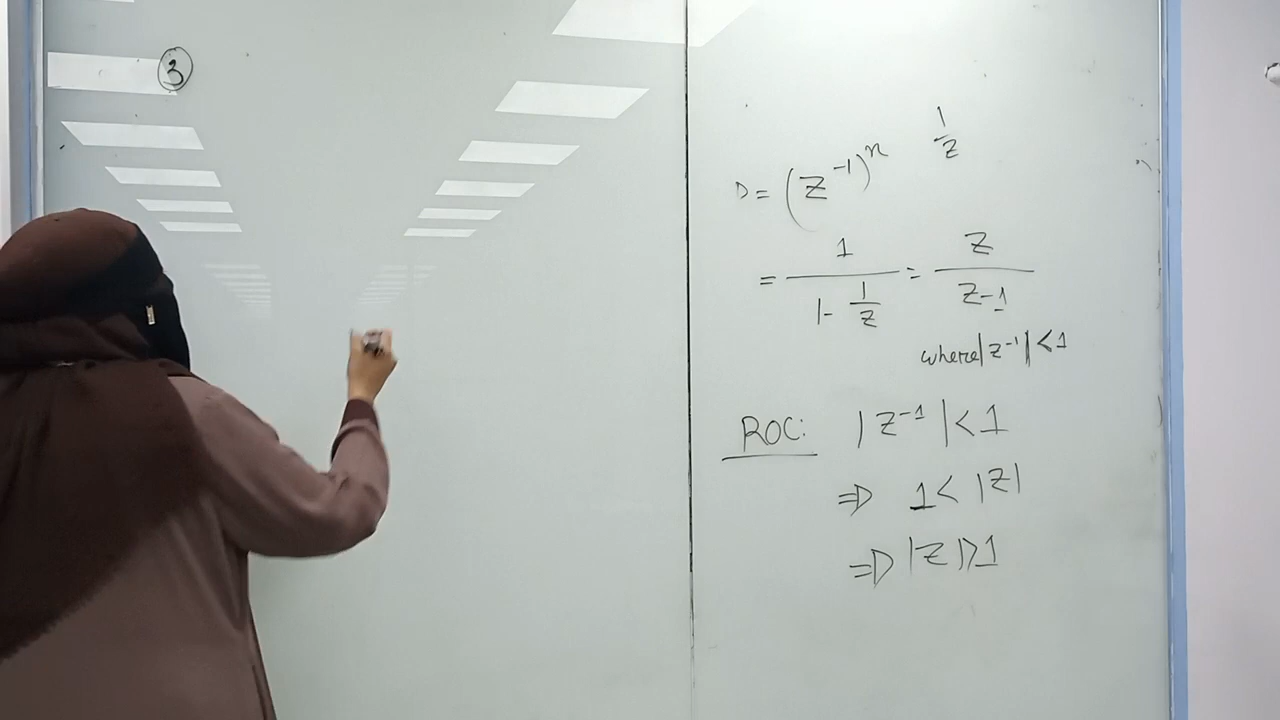 3
1/z
D = (z⁻¹)ⁿ
= 1/(1 - 1/z) = z/(z-1)
where |z⁻¹| < 1
ROC: |z⁻¹| < 1
⇒ 1 < |z|
⇒ |z| > 1